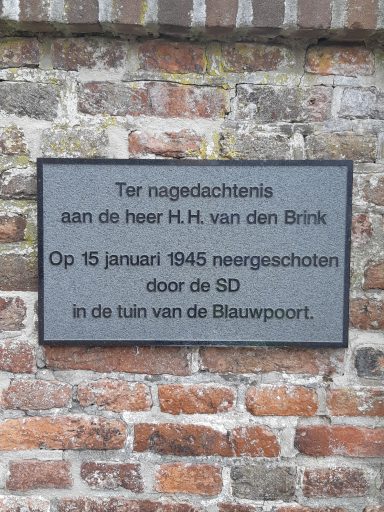 Ter nagedachtenis
aan de heer H.H. van den Brink
Op 15 januari 1945 neergeschoten
door de SD
in de tuin van de Blauwpoort.